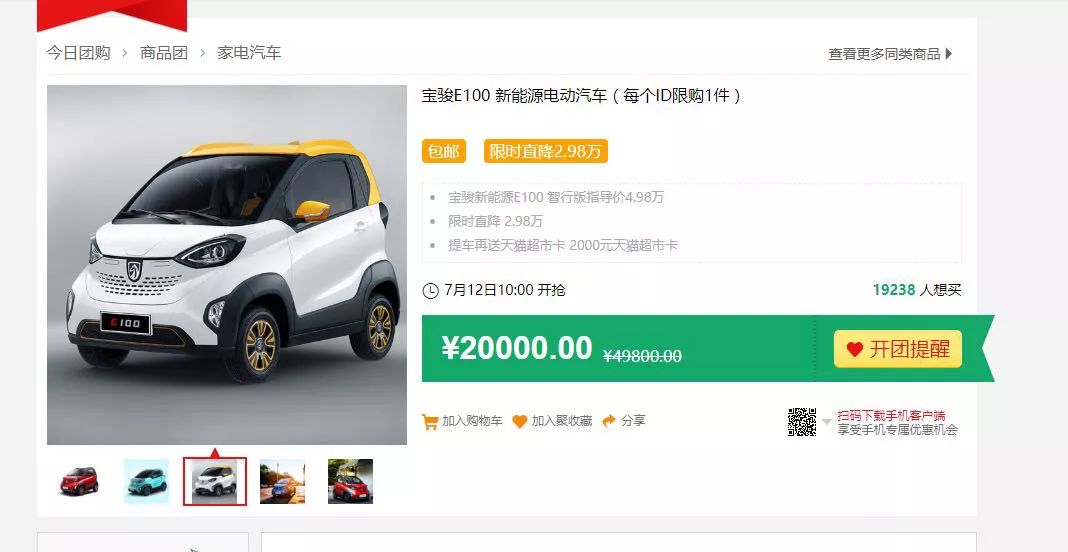 今日团购 > 商品团 > 家电汽车
查看更多同类商品
宝骏E100 新能源电动汽车（每个ID限购1件）
包邮 限时直降2.98万
宝骏新能源E100 智行版指导价4.98万
限时直降 2.98万
提车再送天猫超市卡 2000元天猫超市卡
7月12日10:00 开抢
19238 人想买
¥20000.00 ¥49800.00
开团提醒
加入购物车 加入聚收藏 分享
扫码下载手机客户端
享受手机专属优惠机会
E100